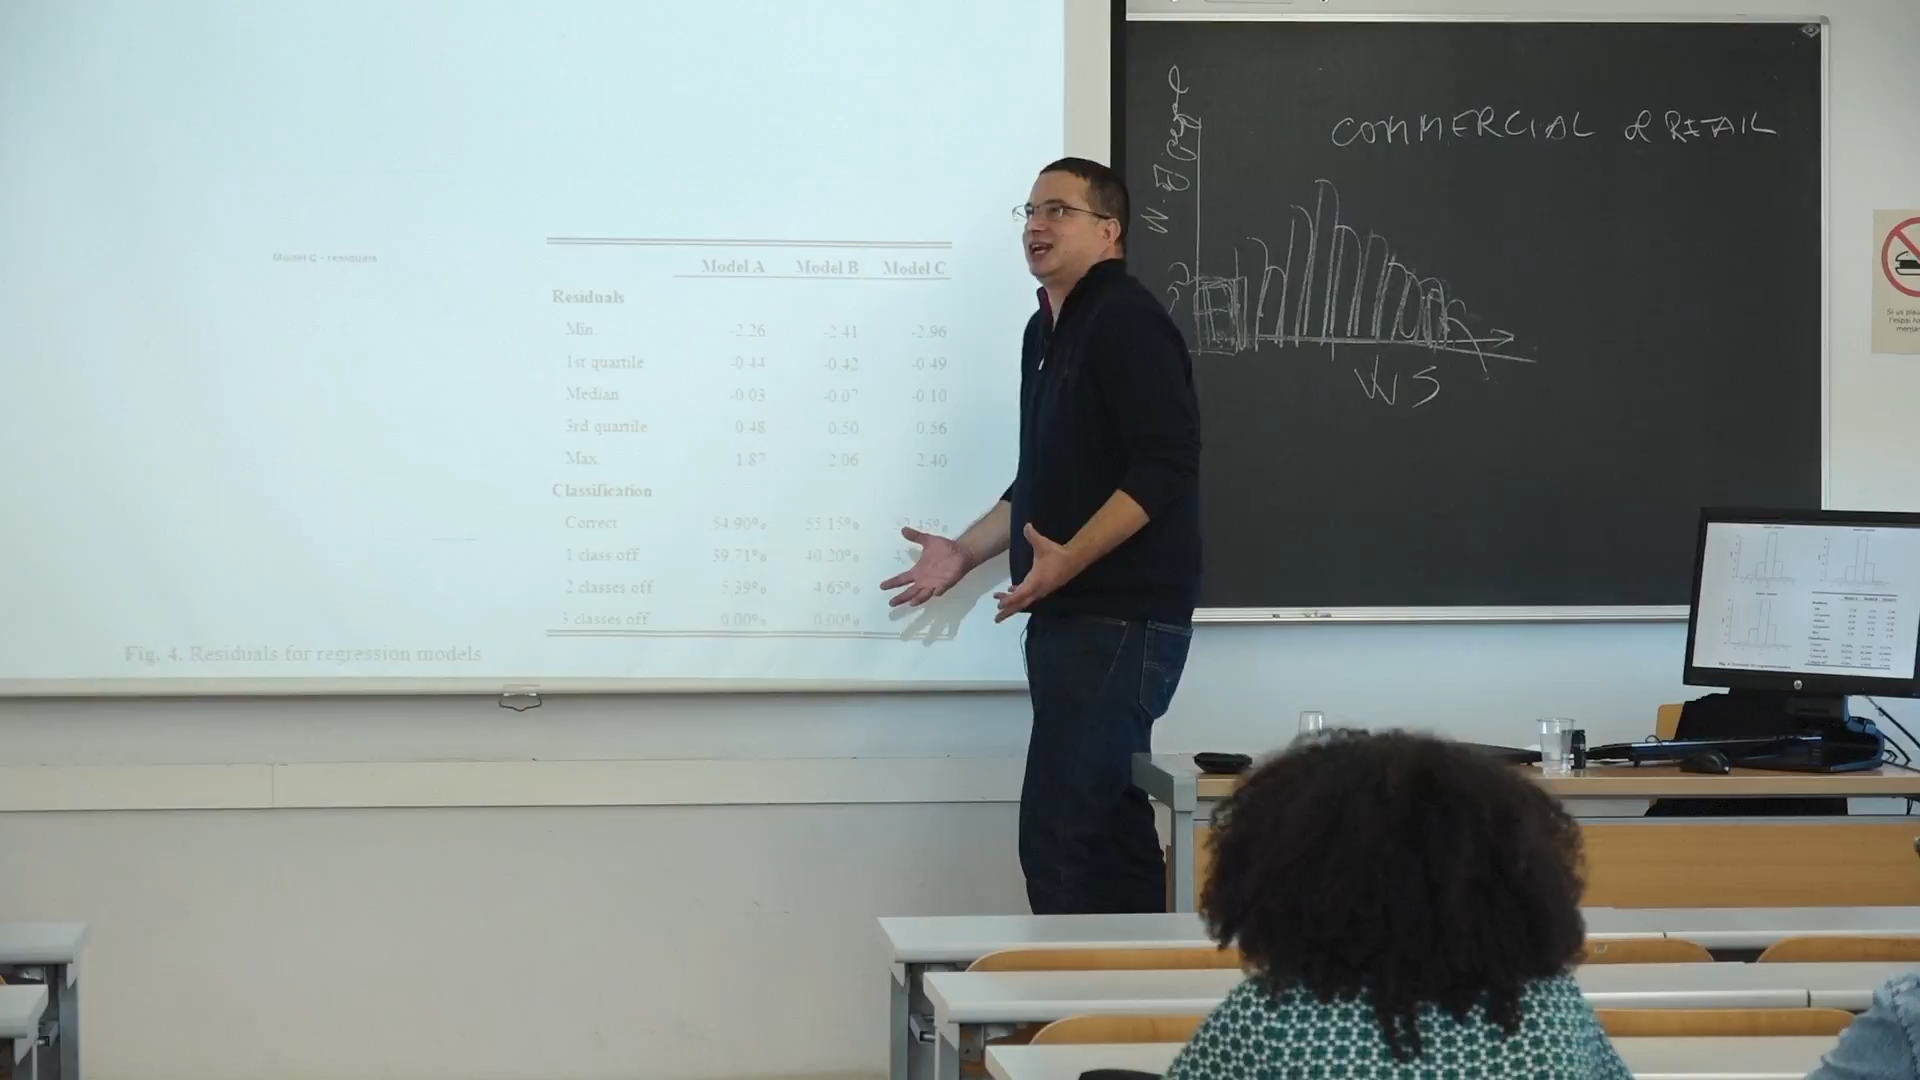 Model C - residuals
Model A Model B Model C
Residuals
Min -2.26 -2.41 -2.96
1st quartile -0.44 -0.42 -0.49
Median -0.03 -0.07 -0.10
3rd quartile 0.48 0.50 0.56
Max 1.87 2.06 2.40
Classification
Correct 54.90% 55.15%
1 class off 39.71% 40.20%
2 classes off 5.39% 4.65%
3 classes off 0.00% 0.00%
Fig. 4. Residuals for regression models
COMMERCIAL & RETAIL
WS
Si us plau